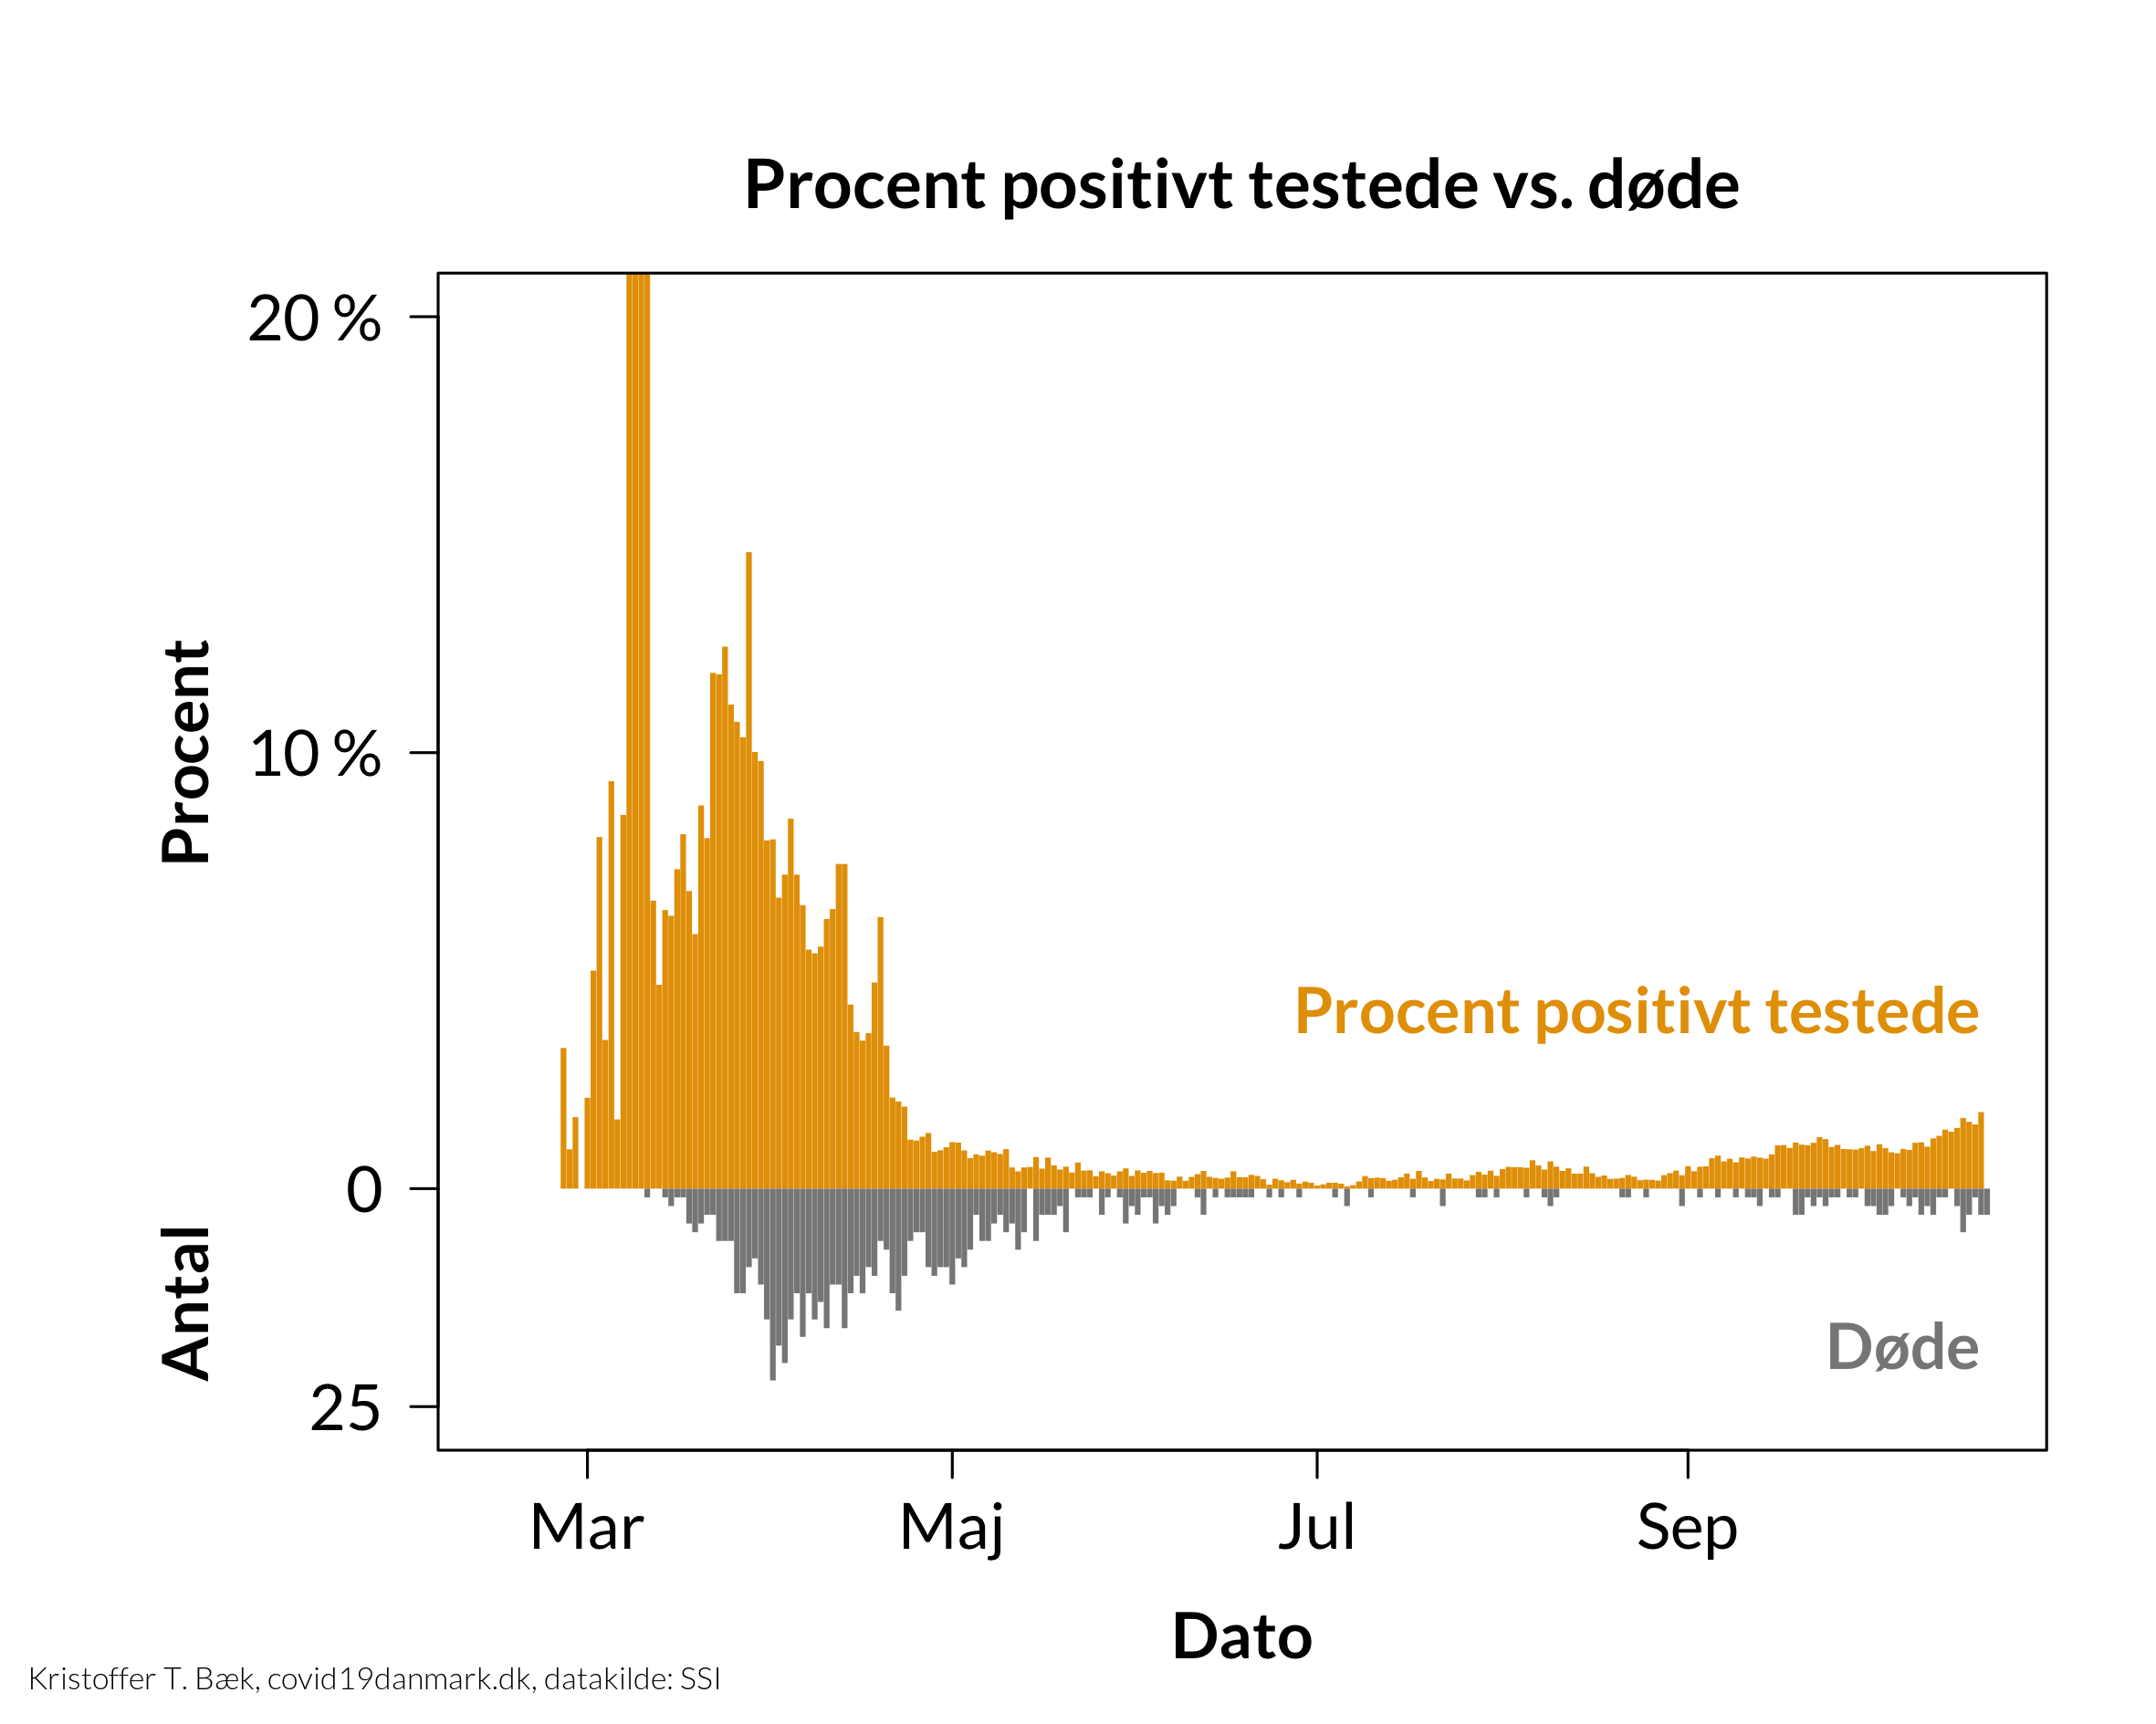 Procent positivt testede vs. døde
20 %
10 %
0
25
Procent
Antal
Procent positivt testede
Døde
Mar
Maj
Jul
Sep
Dato
Kristoffer T. Bæk, covid19danmark.dk, datakilde: SSI